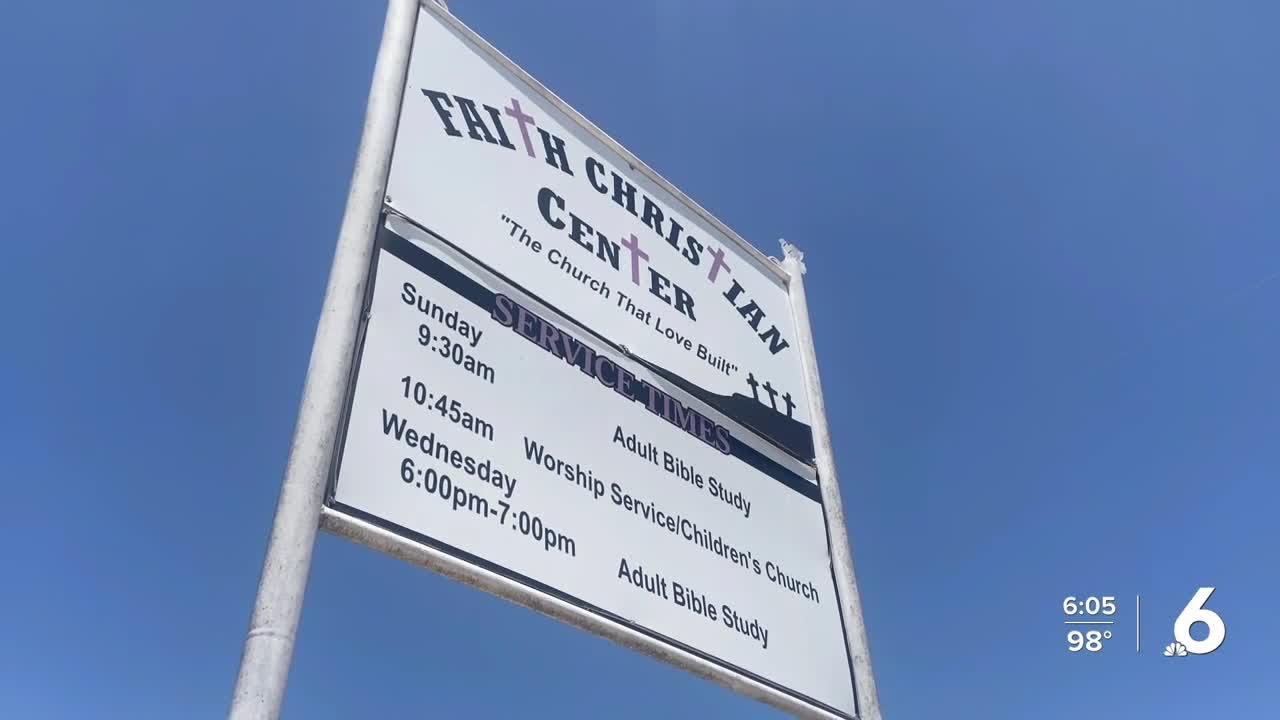 FAITH CHRISTIAN
CENTER
"The Church That Love Built"
SERVICE TIMES
Sunday
9:30am Adult Bible Study
10:45am Worship Service/Children's Church
Wednesday
6:00pm-7:00pm Adult Bible Study
6:05
98°
6